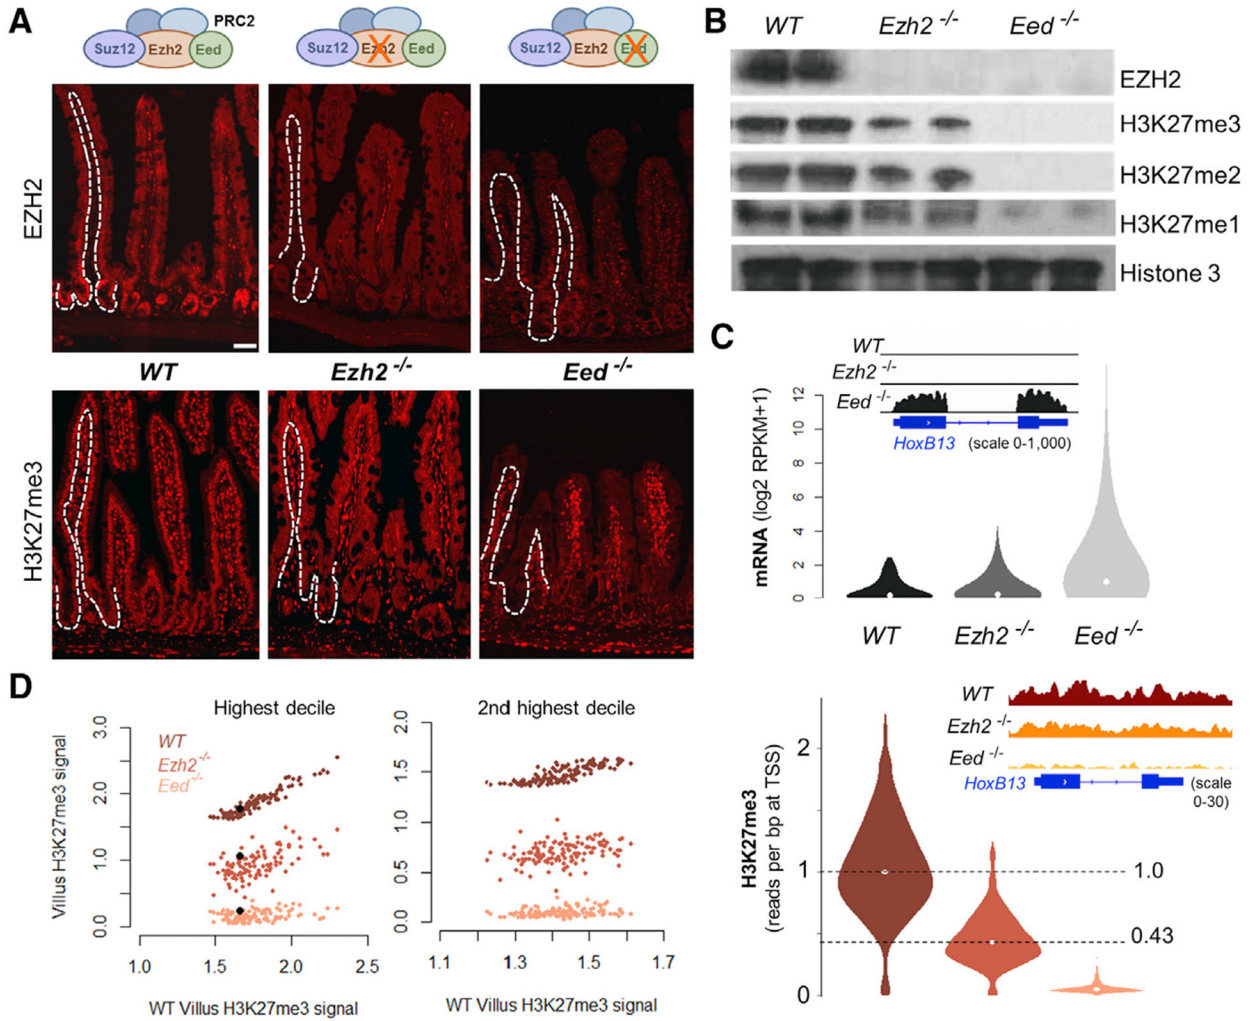 A
PRC2
Suz12 Ezh2 Eed
Suz12 Ezh2 Eed
Suz12 Ezh2 Eed
EZH2
WT Ezh2 -/- Eed -/-
H3K27me3
B
WT Ezh2 -/- Eed -/-
EZH2
H3K27me3
H3K27me2
H3K27me1
Histone 3
C
WT
Ezh2 -/-
Eed -/-
HoxB13 (scale 0-1,000)
mRNA (log2 RPKM+1)
12
10
12
8
6
4
2
0
WT Ezh2 -/- Eed -/-
WT
Ezh2 -/-
Eed -/-
HoxB13 (scale
0-30)
H3K27me3
(reads per bp at TSS)
2
1
0
1.0
0.43
D
Highest decile
WT
Ezh2 -/-
Eed -/-
Villus H3K27me3 signal
3.0
2.0
1.0
0.0
1.0 1.5 2.0 2.5
WT Villus H3K27me3 signal
2nd highest decile
2.0
1.5
1.0
0.5
0.0
1.1 1.3 1.5 1.7
WT Villus H3K27me3 signal